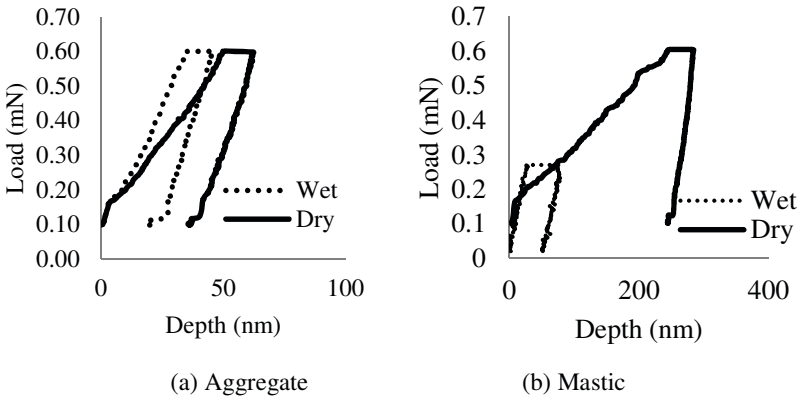 0.70
0.60
0.50
0.40
0.30
0.20
0.10
0.00
Load (mN)
0
50
100
Depth (nm)
Wet
Dry
(a) Aggregate
0.7
0.6
0.5
0.4
0.3
0.2
0.1
0
Load (mN)
0
200
400
Depth (nm)
Wet
Dry
(b) Mastic